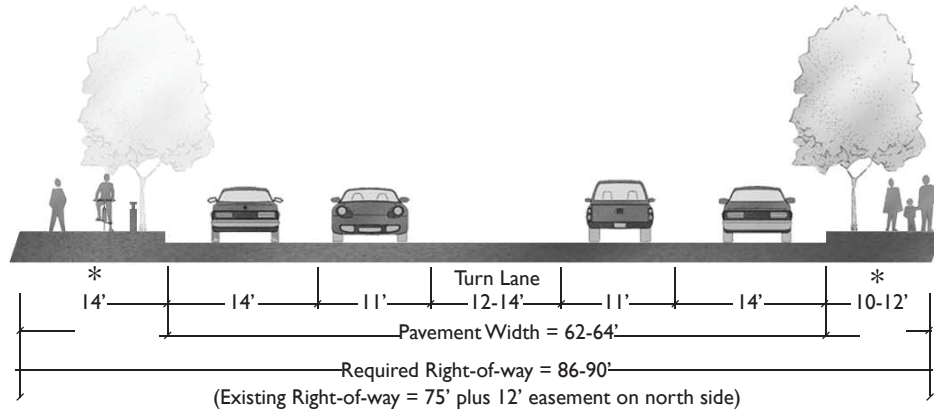 * Turn Lane *
14’ 14’ 11’ 12-14’ 11’ 14’ 10-12’
Pavement Width = 62-64’
Required Right-of-way = 86-90’
(Existing Right-of-way = 75’ plus 12’ easement on north side)